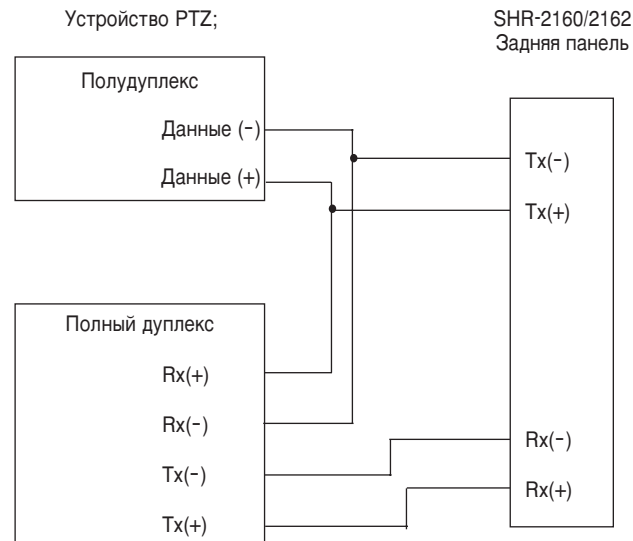 Устройство PTZ;
SHR-2160/2162
Задняя панель
Полудуплекс
Данные (-)
Данные (+)
Tx(-)
Tx(+)
Полный дуплекс
Rx(+)
Rx(-)
Tx(-)
Tx(+)
Rx(-)
Rx(+)